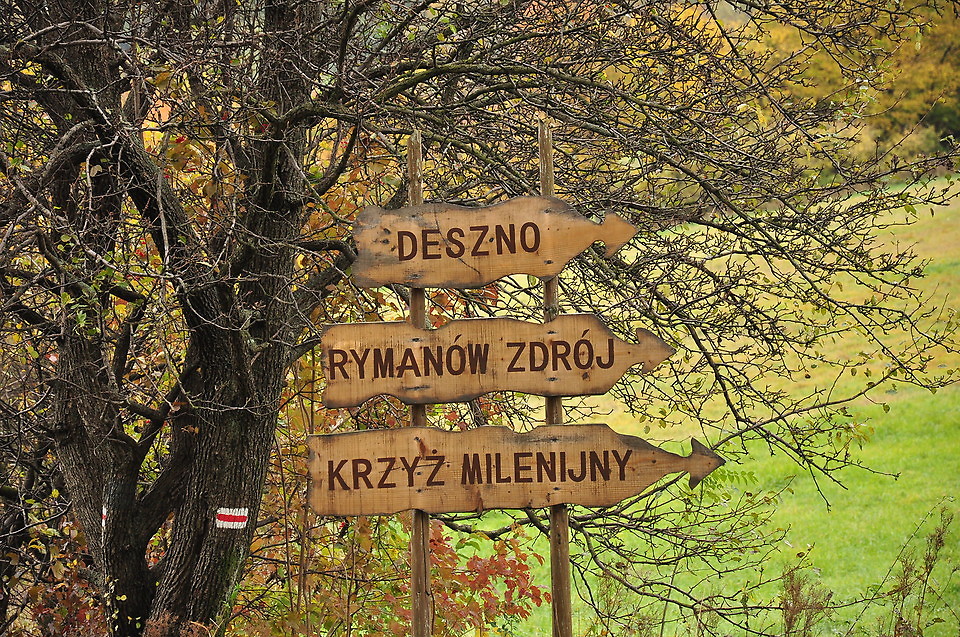 DESZNO
RYMANÓW ZDRÓJ
KRZYŻ MILENIJNY